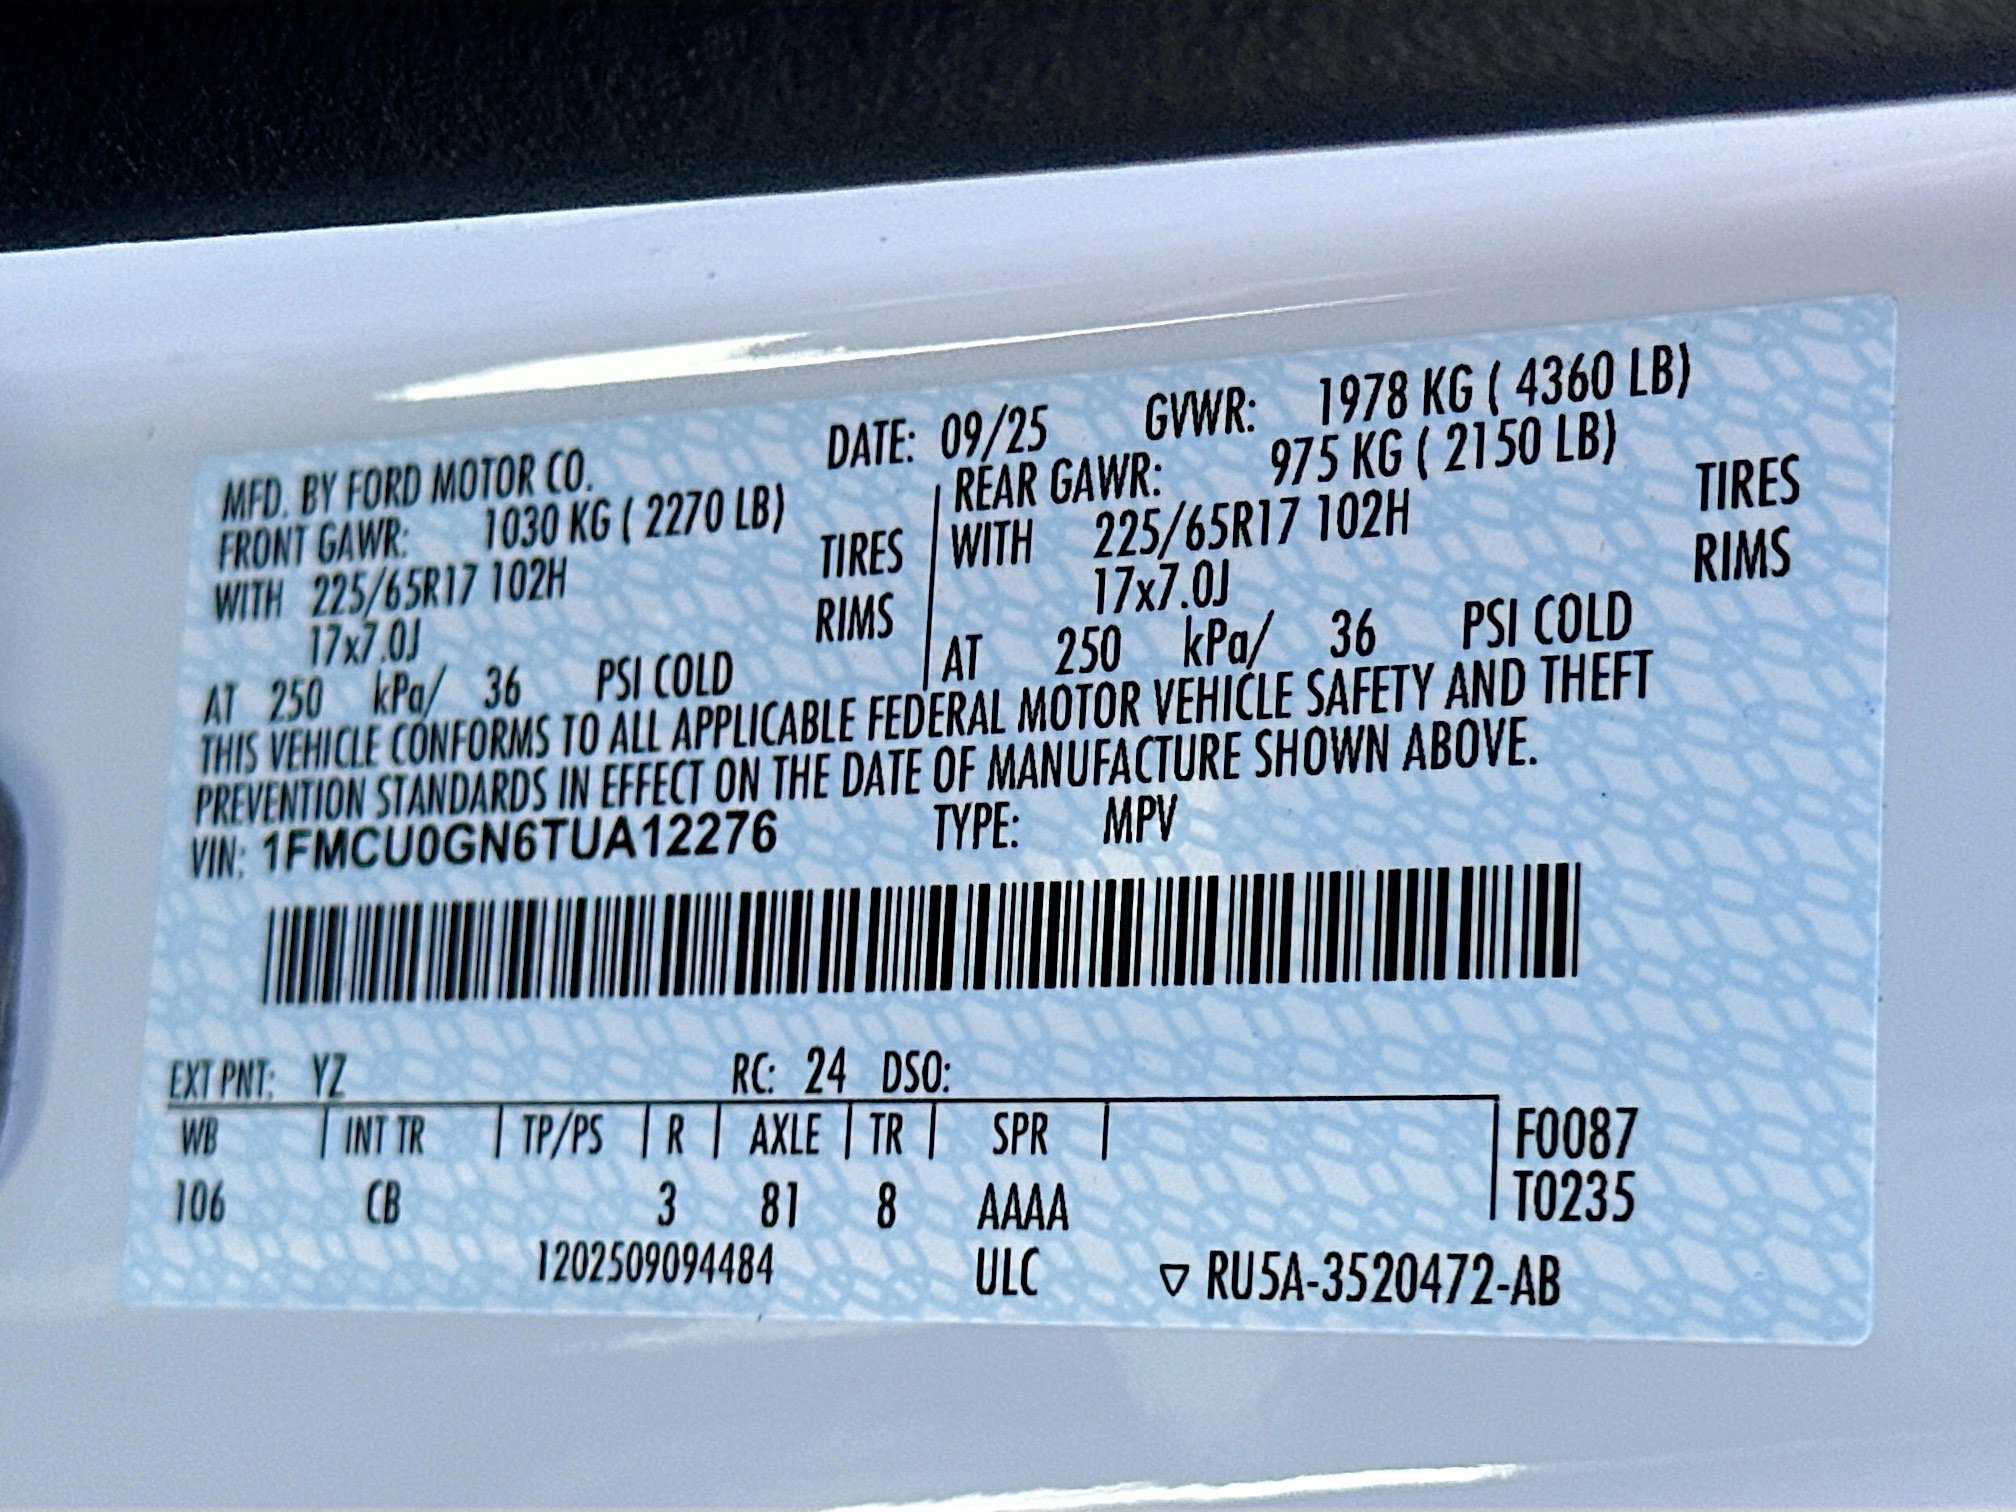 MFD. BY FORD MOTOR CO. DATE: 09/25 GVWR: 1978 KG ( 4360 LB)
FRONT GAWR: 1030 KG ( 2270 LB) REAR GAWR: 975 KG ( 2150 LB)
WITH 225/65R17 102H TIRES WITH 225/65R17 102H TIRES
17x7.0J RIMS 17x7.0J RIMS
AT 250 kPa/ 36 PSI COLD AT 250 kPa/ 36 PSI COLD
THIS VEHICLE CONFORMS TO ALL APPLICABLE FEDERAL MOTOR VEHICLE SAFETY AND THEFT
PREVENTION STANDARDS IN EFFECT ON THE DATE OF MANUFACTURE SHOWN ABOVE.
VIN: 1FMCU0GN6TUA12276 TYPE: MPV
EXT PNT: YZ RC: 24 DSO:
WB INT TR TP/PS R AXLE TR SPR F0087
106 CB 3 81 8 AAAA T0235
1202509094484 ULC RU5A-3520472-AB